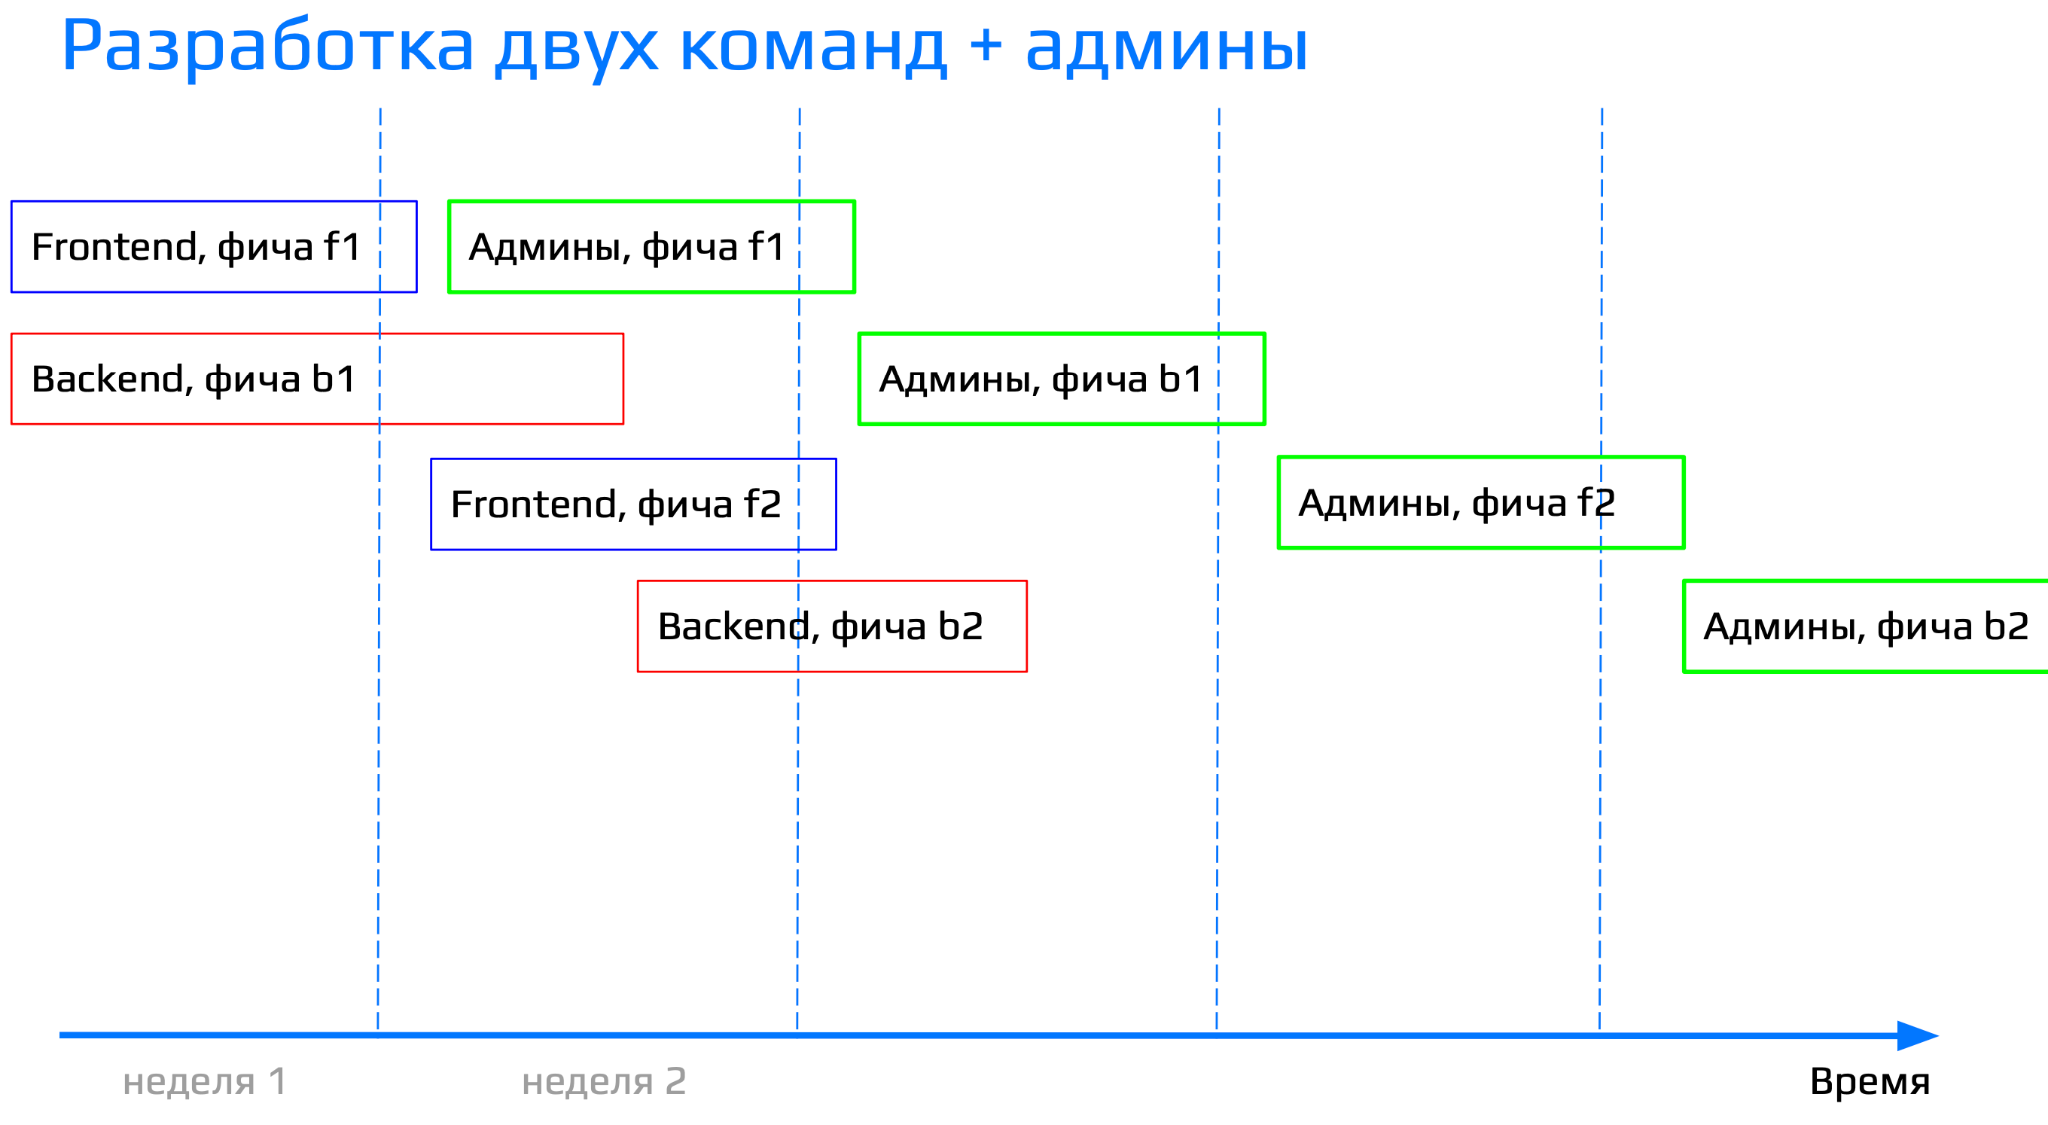 Разработка двух команд + админы
Frontend, фича f1
Админы, фича f1
Backend, фича b1
Админы, фича b1
Frontend, фича f2
Админы, фича f2
Backend, фича b2
Админы, фича b2
неделя 1
неделя 2
Время